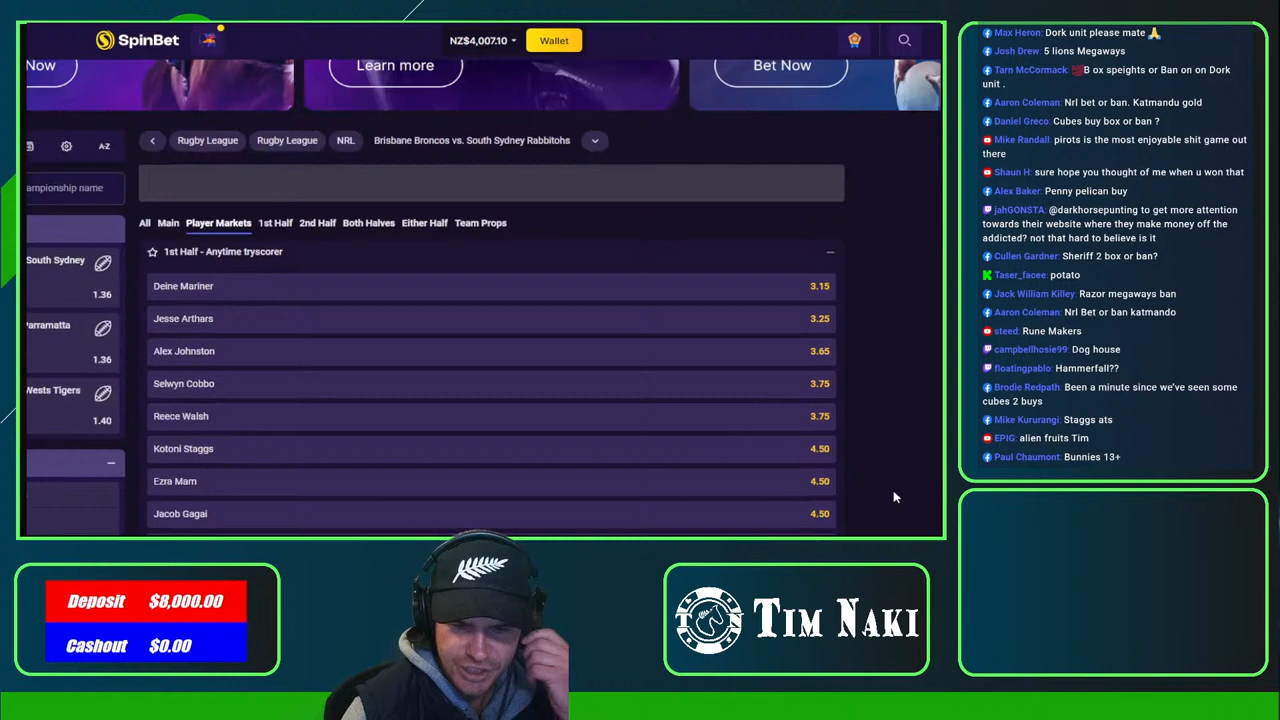 SpinBet
NZ$4,007.10
Wallet
Now
Learn more
Bet Now
A-Z
Rugby League
Rugby League
NRL
Brisbane Broncos vs. South Sydney Rabbitohs
ampionship name
All
Main
Player Markets
1st Half
2nd Half
Both Halves
Either Half
Team Props
South Sydney
1.36
Parramatta
1.36
Wests Tigers
1.40
1st Half - Anytime tryscorer
Deine Mariner 3.15
Jesse Arthars 3.25
Alex Johnston 3.65
Selwyn Cobbo 3.75
Reece Walsh 3.75
Kotoni Staggs 4.50
Ezra Mam 4.50
Jacob Gagai 4.50
Max Heron: Dork unit please mate 🙏
Josh Drew: 5 lions Megaways
Tarn McCormack: B ox speights or Ban on on Dork
unit .
Aaron Coleman: Nrl bet or ban. Katmandu gold
Daniel Greco: Cubes buy box or ban ?
Mike Randall: pirots is the most enjoyable shit game out
there
Shaun H: sure hope you thought of me when u won that
Alex Baker: Penny pelican buy
jahGONSTA: @darkhorsepunting to get more attention
towards their website where they make money off the
addicted? not that hard to believe is it
Cullen Gardner: Sheriff 2 box or ban?
Taser_facee: potato
Jack William Killey: Razor megaways ban
Aaron Coleman: Nrl Bet or ban katmando
steed: Rune Makers
campbellhosie99: Dog house
floatingpablo: Hammerfall??
Brodie Redpath: Been a minute since we've seen some
cubes 2 buys
Mike Kururangi: Staggs ats
EPIG: alien fruits Tim
Paul Chaumont: Bunnies 13+
Deposit $8,000.00
Cashout $0.00
T N
TIM NAKI